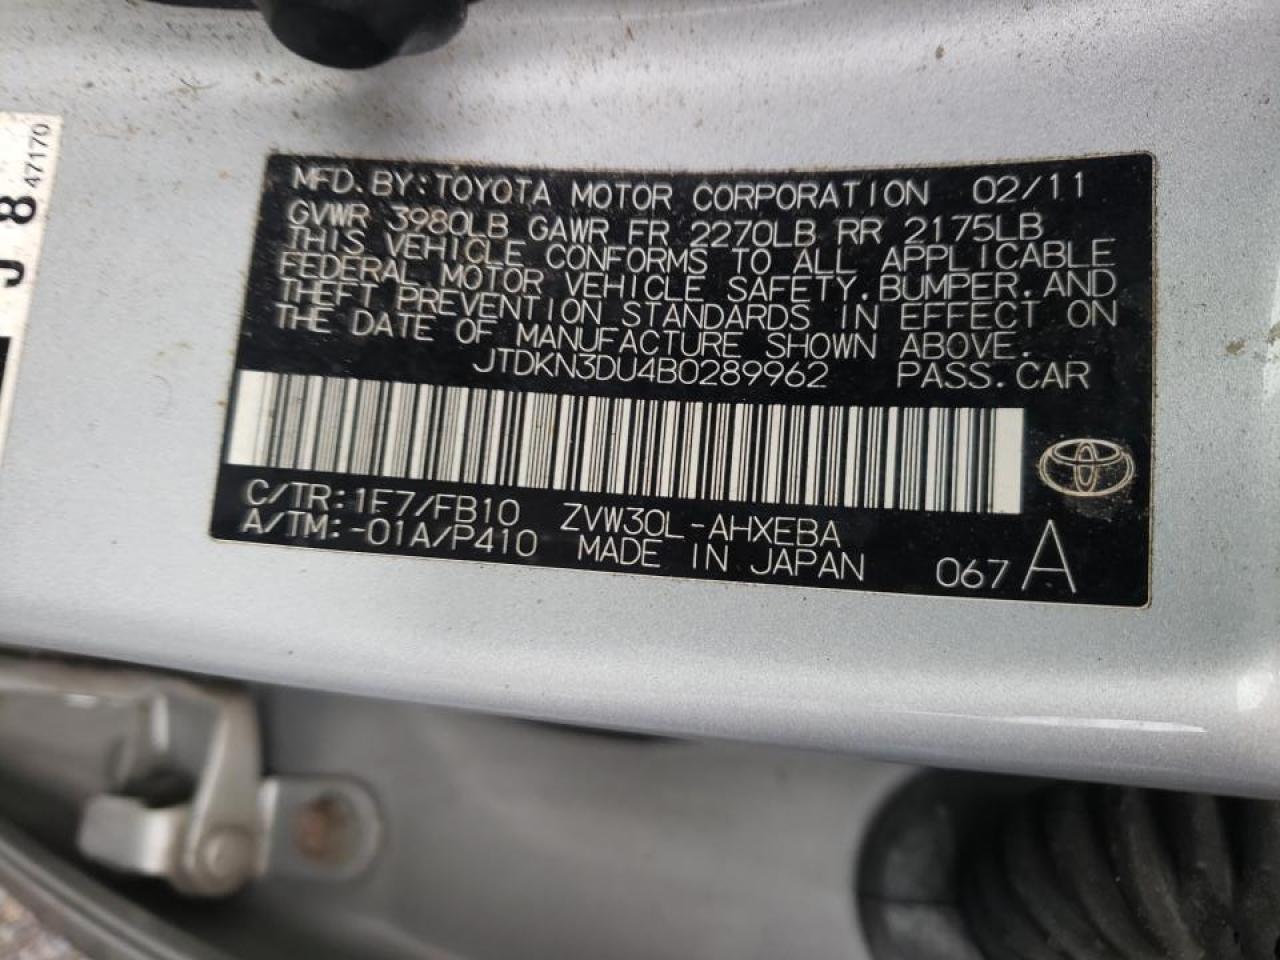 J 8 47170
MFD.BY:TOYOTA MOTOR CORPORATION 02/11
GVWR 3980LB GAWR FR 2270LB RR 2175LB
THIS VEHICLE CONFORMS TO ALL APPLICABLE
FEDERAL MOTOR VEHICLE SAFETY.BUMPER.AND
THEFT PREVENTION STANDARDS IN EFFECT ON
THE DATE OF MANUFACTURE SHOWN ABOVE.
JTDKN3DU4B0289962 PASS.CAR
C/TR:1F7/FB10 ZVW30L-AHXEBA
A/TM:-01A/P410 MADE IN JAPAN 067 A